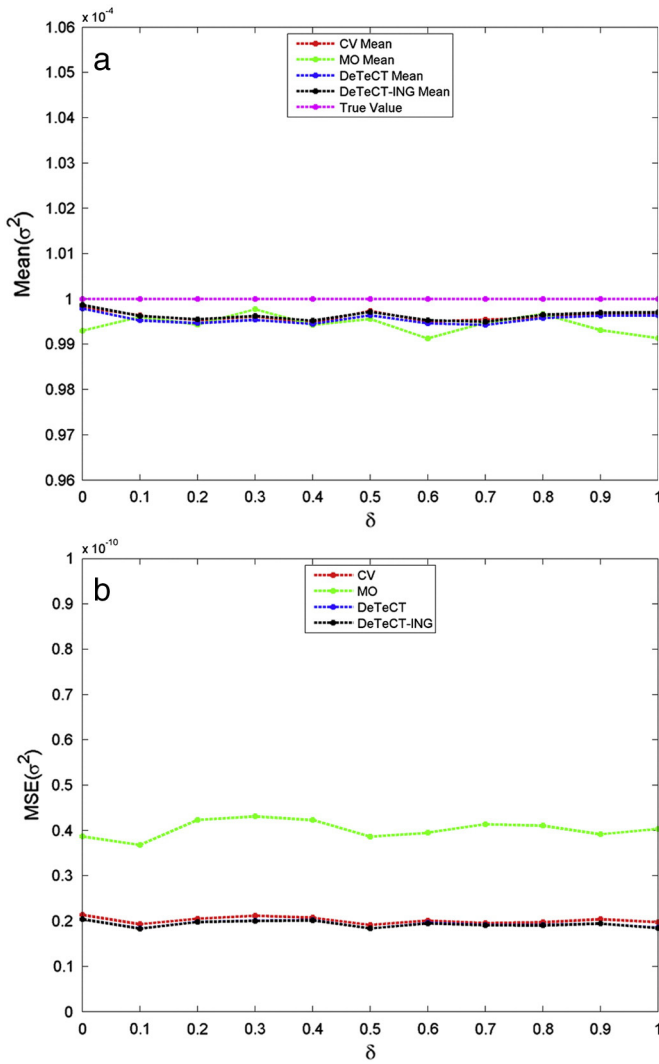 a
x 10⁻⁴
CV Mean
MO Mean
DeTeCT Mean
DeTeCT-ING Mean
True Value
1.06
1.05
1.04
1.03
1.02
1.01
1
0.99
0.98
0.97
0.96
Mean(σ²)
0 0.1 0.2 0.3 0.4 0.5 0.6 0.7 0.8 0.9 1
δ
b
x 10⁻¹⁰
CV
MO
DeTeCT
DeTeCT-ING
1
0.9
0.8
0.7
0.6
0.5
0.4
0.3
0.2
0.1
0
MSE(σ²)
0 0.1 0.2 0.3 0.4 0.5 0.6 0.7 0.8 0.9 1
δ